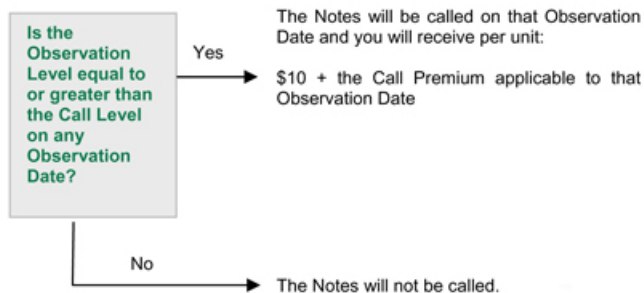 Is the
Observation
Level equal to
or greater than
the Call Level
on any
Observation
Date?
Yes
The Notes will be called on that Observation
Date and you will receive per unit:
$10 + the Call Premium applicable to that
Observation Date
No
The Notes will not be called.